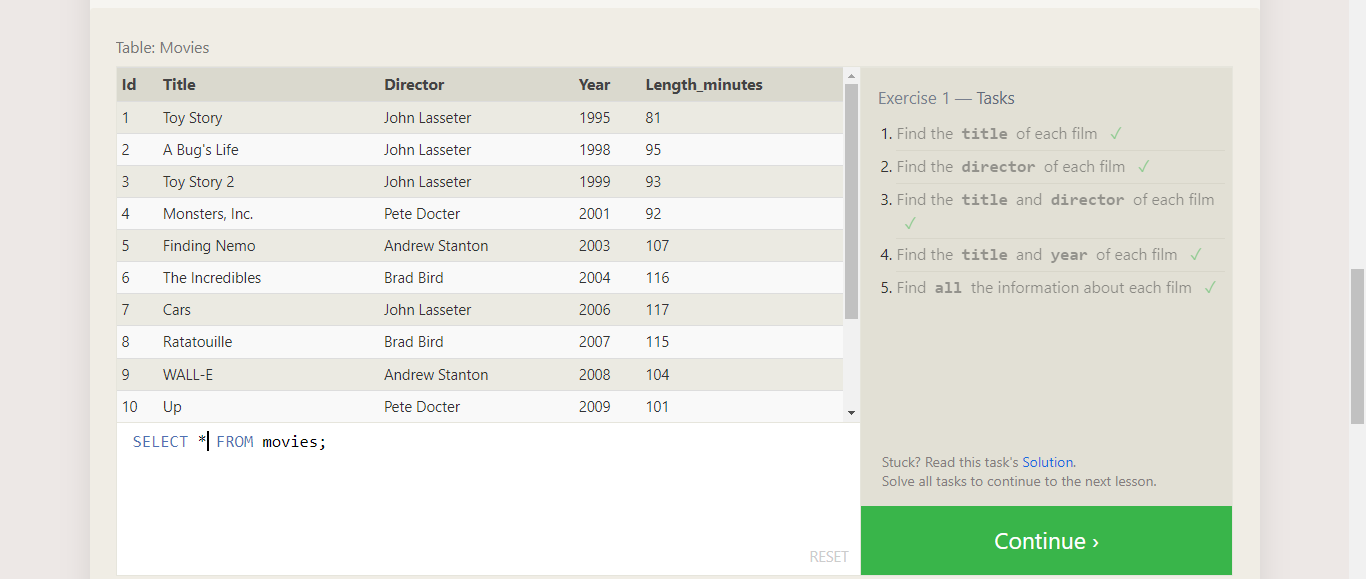 Table: Movies
Id Title Director Year Length_minutes
1 Toy Story John Lasseter 1995 81
2 A Bug's Life John Lasseter 1998 95
3 Toy Story 2 John Lasseter 1999 93
4 Monsters, Inc. Pete Docter 2001 92
5 Finding Nemo Andrew Stanton 2003 107
6 The Incredibles Brad Bird 2004 116
7 Cars John Lasseter 2006 117
8 Ratatouille Brad Bird 2007 115
9 WALL-E Andrew Stanton 2008 104
10 Up Pete Docter 2009 101
SELECT * FROM movies;
RESET
Exercise 1 — Tasks
1. Find the title of each film ✓
2. Find the director of each film ✓
3. Find the title and director of each film
✓
4. Find the title and year of each film ✓
5. Find all the information about each film ✓
Stuck? Read this task's Solution.
Solve all tasks to continue to the next lesson.
Continue ›